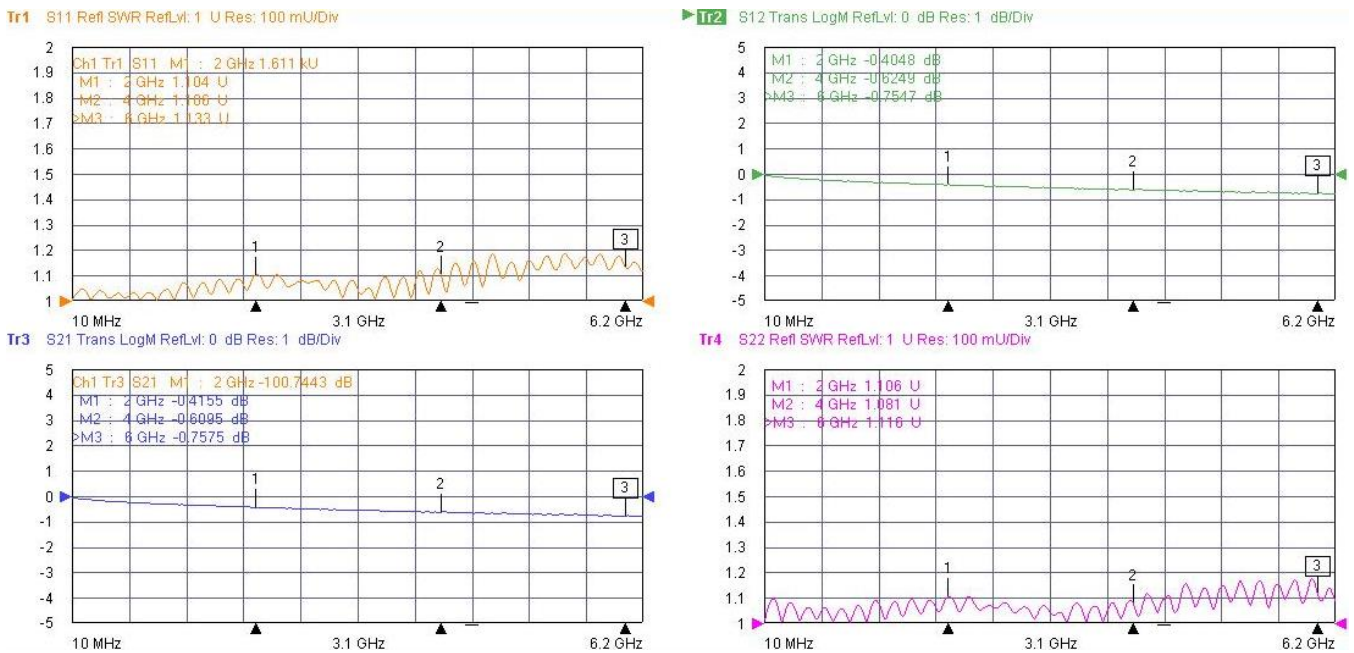 Tr1 S11 Refl SWR RefLvl: 1 U Res: 100 mU/Div
2
1.9
1.8
1.7
1.6
1.5
1.4
1.3
1.2
1.1
1
Ch1 Tr1 S11 M1 : 2 GHz 1.611 kU
M1 : 2 GHz 1.104 U
M2 : 4 GHz 1.106 U
>M3 : 6 GHz 1.133 U
1
2
3
10 MHz 3.1 GHz 6.2 GHz
Tr2 S12 Trans LogM RefLvl: 0 dB Res: 1 dB/Div
5
4
3
2
1
0
-1
-2
-3
-4
-5
M1 : 2 GHz -0.4048 dB
M2 : 4 GHz -0.6249 dB
>M3 : 6 GHz -0.7547 dB
1
2
3
10 MHz 3.1 GHz 6.2 GHz
Tr3 S21 Trans LogM RefLvl: 0 dB Res: 1 dB/Div
5
4
3
2
1
0
-1
-2
-3
-4
-5
Ch1 Tr3 S21 M1 : 2 GHz -100.7443 dB
M1 : 2 GHz -0.4155 dB
M2 : 4 GHz -0.6095 dB
>M3 : 6 GHz -0.7575 dB
1
2
3
10 MHz 3.1 GHz 6.2 GHz
Tr4 S22 Refl SWR RefLvl: 1 U Res: 100 mU/Div
2
1.9
1.8
1.7
1.6
1.5
1.4
1.3
1.2
1.1
1
M1 : 2 GHz 1.106 U
M2 : 4 GHz 1.081 U
>M3 : 6 GHz 1.116 U
1
2
3
10 MHz 3.1 GHz 6.2 GHz